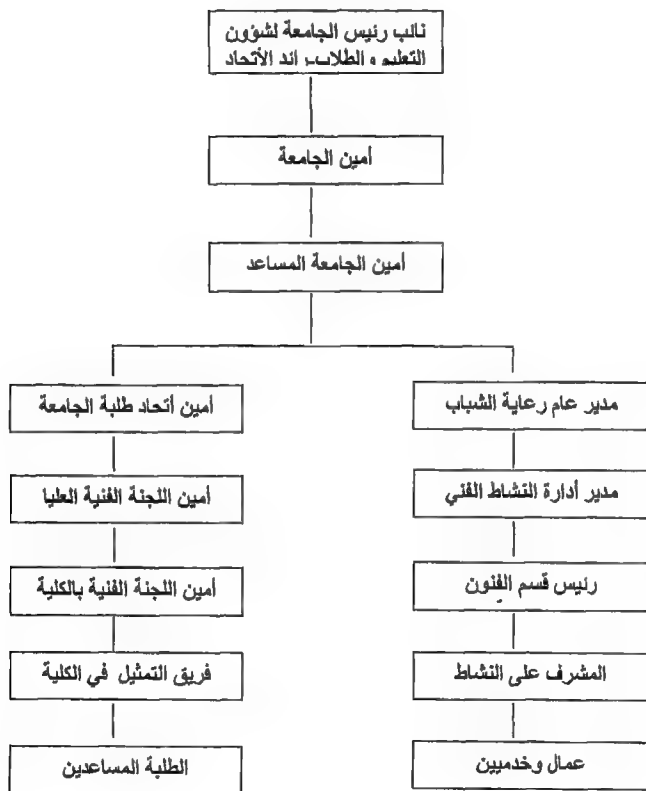 نائب رئيس الجامعة لشؤون
التعليم و الطلاب- رائد الأتحاد
أمين الجامعة
أمين الجامعة المساعد
مدير عام رعاية الشباب
أمين أتحاد طلبة الجامعة
مدير أدارة النشاط الفني
أمين اللجنة الفنية العليا
رئيس قسم الفنون
أمين اللجنة الفنية بالكلية
المشرف على النشاط
فريق التمثيل في الكلية
عمال وخدميين
الطلبة المساعدين